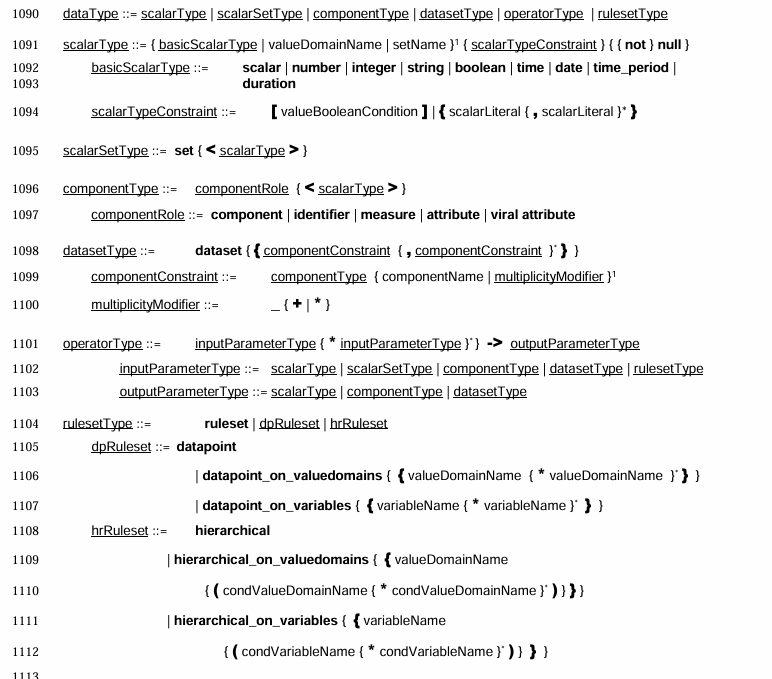 1090 dataType ::= scalarType | scalarSetType | componentType | datasetType | operatorType | rulesetType
1091 scalarType ::= { basicScalarType | valueDomainName | setName }¹ { scalarTypeConstraint } { { not } null }
1092 basicScalarType ::= scalar | number | integer | string | boolean | time | date | time_period |
1093 duration
1094 scalarTypeConstraint ::= [ valueBooleanCondition ] | { scalarLiteral { , scalarLiteral }* }
1095 scalarSetType ::= set { < scalarType > }
1096 componentType ::= componentRole { < scalarType > }
1097 componentRole ::= component | identifier | measure | attribute | viral attribute
1098 datasetType ::= dataset { { componentConstraint { , componentConstraint }* } }
1099 componentConstraint ::= componentType { componentName | multiplicityModifier }¹
1100 multiplicityModifier ::= _ { + | * }
1101 operatorType ::= inputParameterType { * inputParameterType }* } -> outputParameterType
1102 inputParameterType ::= scalarType | scalarSetType | componentType | datasetType | rulesetType
1103 outputParameterType ::= scalarType | componentType | datasetType
1104 rulesetType ::= ruleset | dpRuleset | hrRuleset
1105 dpRuleset ::= datapoint
1106 | datapoint_on_valuedomains { { valueDomainName { * valueDomainName }* } }
1107 | datapoint_on_variables { { variableName { * variableName }* } }
1108 hrRuleset ::= hierarchical
1109 | hierarchical_on_valuedomains { { valueDomainName
1110 { ( condValueDomainName { * condValueDomainName }* ) } } }
1111 | hierarchical_on_variables { { variableName
1112 { ( condVariableName { * condVariableName }* ) } } }
1113